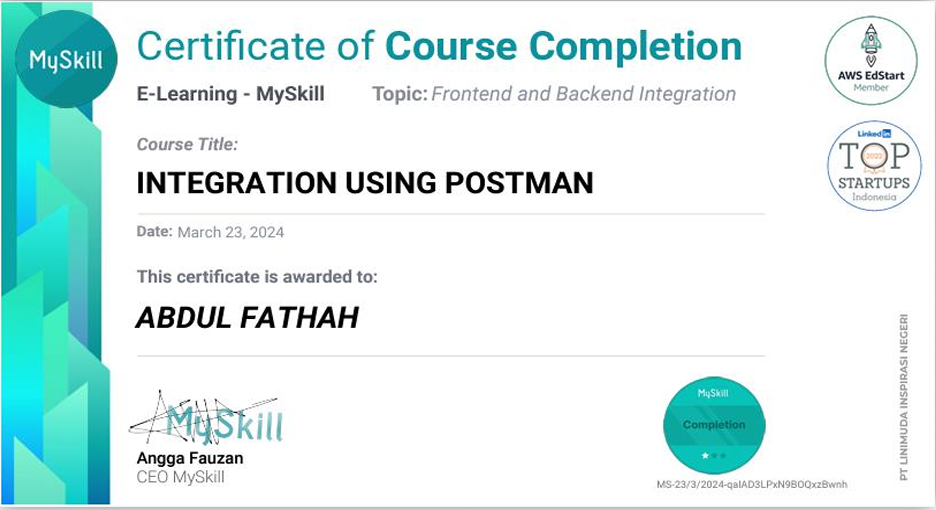 MySkill
Certificate of Course Completion
E-Learning - MySkill Topic: Frontend and Backend Integration
AWS EdStart
Member
Linked in
2022
TOP
STARTUPS
Indonesia
Course Title:
INTEGRATION USING POSTMAN
Date: March 23, 2024
This certificate is awarded to:
ABDUL FATHAH
MySkill
Angga Fauzan
CEO MySkill
MySkill
Completion
MS-23/3/2024-qaIAD3LPxN9BOQxzBwnh
PT LINIMUDA INSPIRASI NEGERI